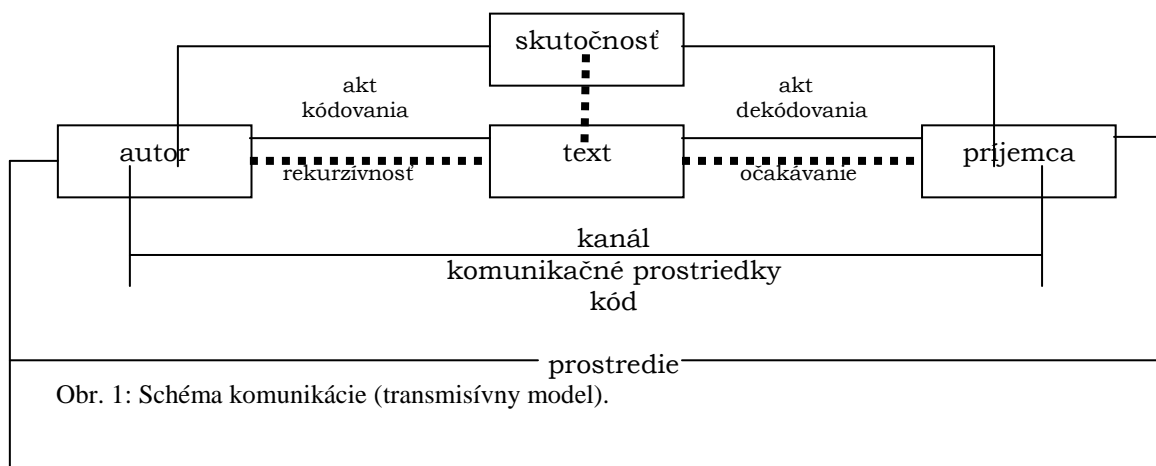 skutočnosť
akt
kódovania
akt
dekódovania
autor
text
príjemca
rekurzívnosť
očakávanie
kanál
komunikačné prostriedky
kód
prostredie
Obr. 1: Schéma komunikácie (transmisívny model).